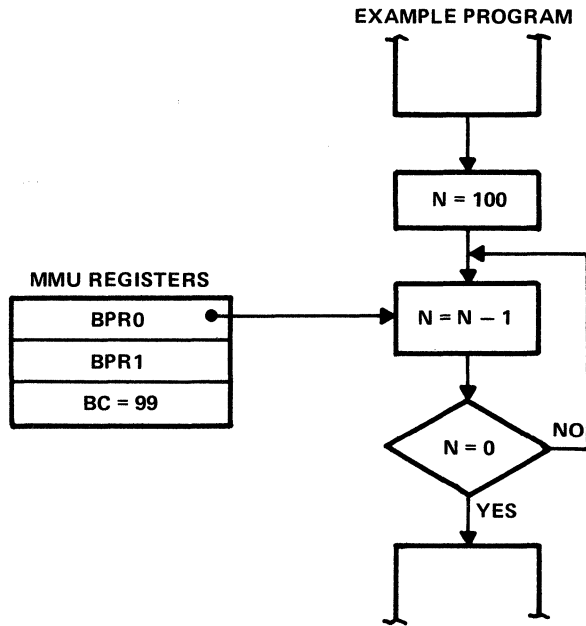 EXAMPLE PROGRAM
N = 100
MMU REGISTERS
BPR0
BPR1
BC = 99
N = N – 1
N = 0
NO
YES